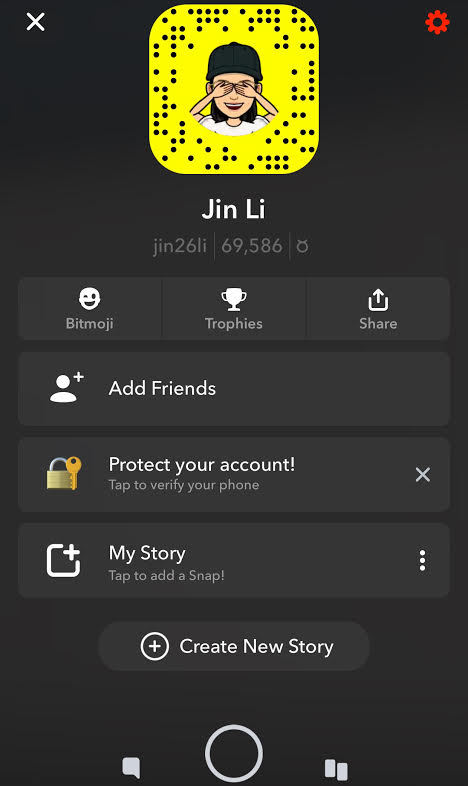 Jin Li
jin26li | 69,586 | ♉
Bitmoji
Trophies
Share
Add Friends
Protect your account!
Tap to verify your phone
My Story
Tap to add a Snap!
Create New Story